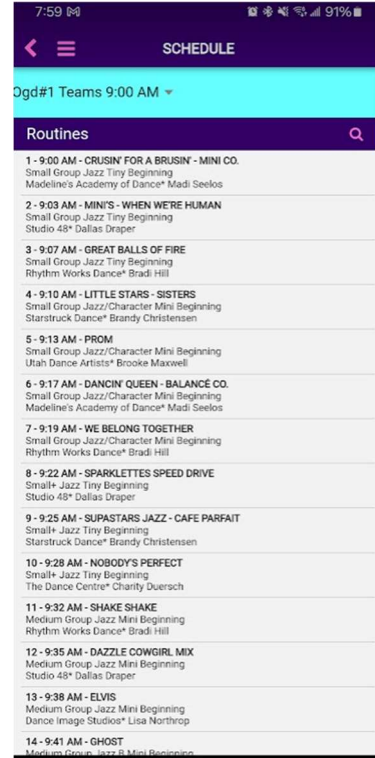 7:59
91%
SCHEDULE
Ogd#1 Teams 9:00 AM
Routines
1 - 9:00 AM - CRUSIN' FOR A BRUSIN' - MINI CO.
Small Group Jazz Tiny Beginning
Madeline's Academy of Dance* Madi Seelos
2 - 9:03 AM - MINI'S - WHEN WE'RE HUMAN
Small Group Jazz Tiny Beginning
Studio 48* Dallas Draper
3 - 9:07 AM - GREAT BALLS OF FIRE
Small Group Jazz Tiny Beginning
Rhythm Works Dance* Bradi Hill
4 - 9:10 AM - LITTLE STARS - SISTERS
Small Group Jazz/Character Mini Beginning
Starstruck Dance* Brandy Christensen
5 - 9:13 AM - PROM
Small Group Jazz/Character Mini Beginning
Utah Dance Artists* Brooke Maxwell
6 - 9:17 AM - DANCIN' QUEEN - BALANCÉ CO.
Small Group Jazz/Character Mini Beginning
Madeline's Academy of Dance* Madi Seelos
7 - 9:19 AM - WE BELONG TOGETHER
Small Group Jazz/Character Mini Beginning
Rhythm Works Dance* Bradi Hill
8 - 9:22 AM - SPARKLETTES SPEED DRIVE
Small+ Jazz Tiny Beginning
Studio 48* Dallas Draper
9 - 9:25 AM - SUPASTARS JAZZ - CAFE PARFAIT
Small+ Jazz Tiny Beginning
Starstruck Dance* Brandy Christensen
10 - 9:28 AM - NOBODY'S PERFECT
Small+ Jazz Tiny Beginning
The Dance Centre* Charity Duersch
11 - 9:32 AM - SHAKE SHAKE
Medium Group Jazz Mini Beginning
Rhythm Works Dance* Bradi Hill
12 - 9:35 AM - DAZZLE COWGIRL MIX
Medium Group Jazz Mini Beginning
Studio 48* Dallas Draper
13 - 9:38 AM - ELVIS
Medium Group Jazz Mini Beginning
Dance Image Studios* Lisa Northrop
14 - 9:41 AM - GHOST
Medium Group Jazz B Mini Beginning